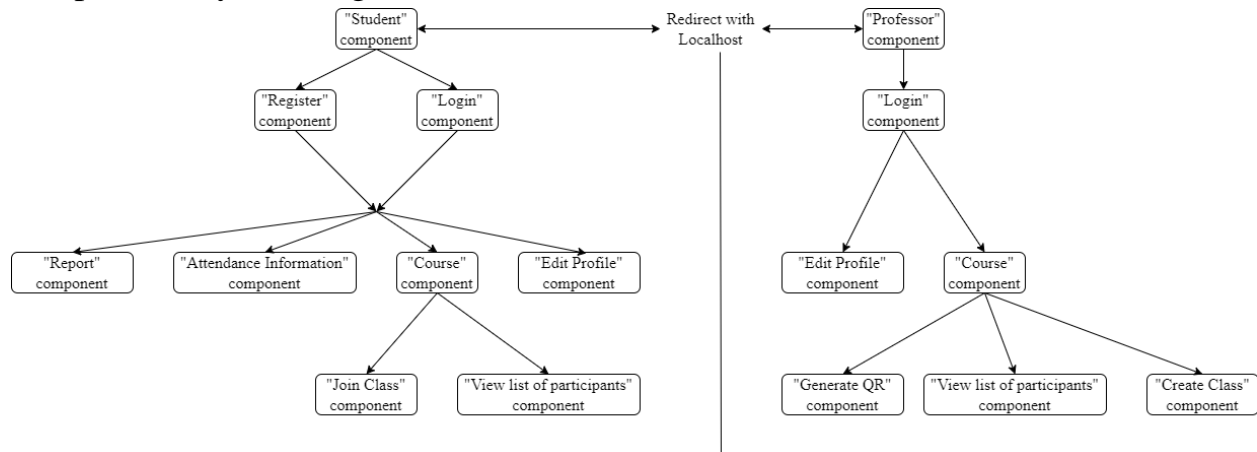 "Student"
component
Redirect with
Localhost
"Professor"
component
"Register"
component
"Login"
component
"Login"
component
"Report"
component
"Attendance Information"
component
"Course"
component
"Edit Profile"
component
"Edit Profile"
component
"Course"
component
"Join Class"
component
"View list of participants"
component
"Generate QR"
component
"View list of participants"
component
"Create Class"
component